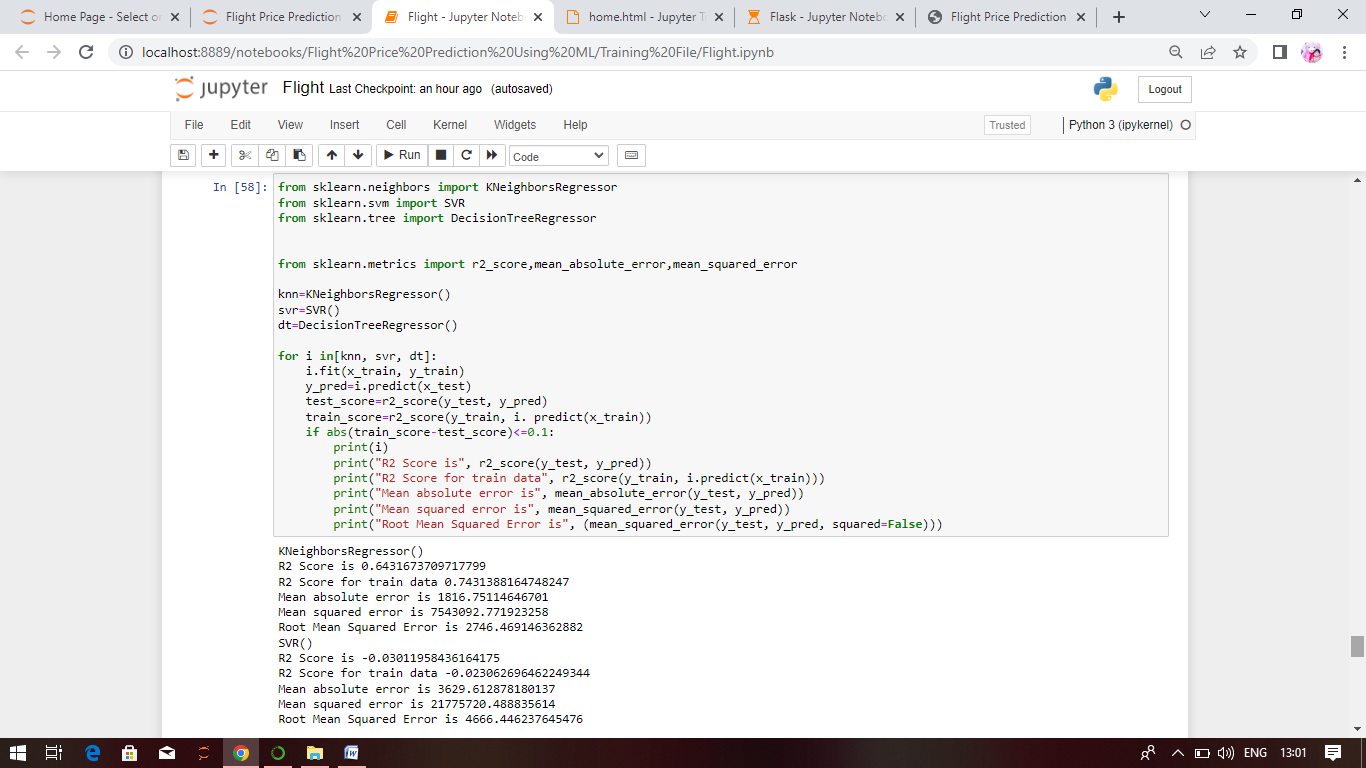 Home Page - Select or
Flight Price Prediction
Flight - Jupyter Noteb
home.html - Jupyter T
Flask - Jupyter Notebo
Flight Price Prediction
localhost:8889/notebooks/Flight%20Price%20Prediction%20Using%20ML/Training%20File/Flight.ipynb
jupyter Flight Last Checkpoint: an hour ago (autosaved)
Logout
File Edit View Insert Cell Kernel Widgets Help
Trusted
Python 3 (ipykernel)
Run
Code
In [58]: from sklearn.neighbors import KNeighborsRegressor
from sklearn.svm import SVR
from sklearn.tree import DecisionTreeRegressor
from sklearn.metrics import r2_score,mean_absolute_error,mean_squared_error
knn=KNeighborsRegressor()
svr=SVR()
dt=DecisionTreeRegressor()
for i in[knn, svr, dt]:
    i.fit(x_train, y_train)
    y_pred=i.predict(x_test)
    test_score=r2_score(y_test, y_pred)
    train_score=r2_score(y_train, i. predict(x_train))
    if abs(train_score-test_score)<=0.1:
        print(i)
        print("R2 Score is", r2_score(y_test, y_pred))
        print("R2 Score for train data", r2_score(y_train, i.predict(x_train)))
        print("Mean absolute error is", mean_absolute_error(y_test, y_pred))
        print("Mean squared error is", mean_squared_error(y_test, y_pred))
        print("Root Mean Squared Error is", (mean_squared_error(y_test, y_pred, squared=False)))
KNeighborsRegressor()
R2 Score is 0.6431673709717799
R2 Score for train data 0.7431388164748247
Mean absolute error is 1816.75114646701
Mean squared error is 7543092.771923258
Root Mean Squared Error is 2746.469146362882
SVR()
R2 Score is -0.03011958436164175
R2 Score for train data -0.023062696462249344
Mean absolute error is 3629.612878180137
Mean squared error is 21775720.488835614
Root Mean Squared Error is 4666.446237645476
ENG 13:01